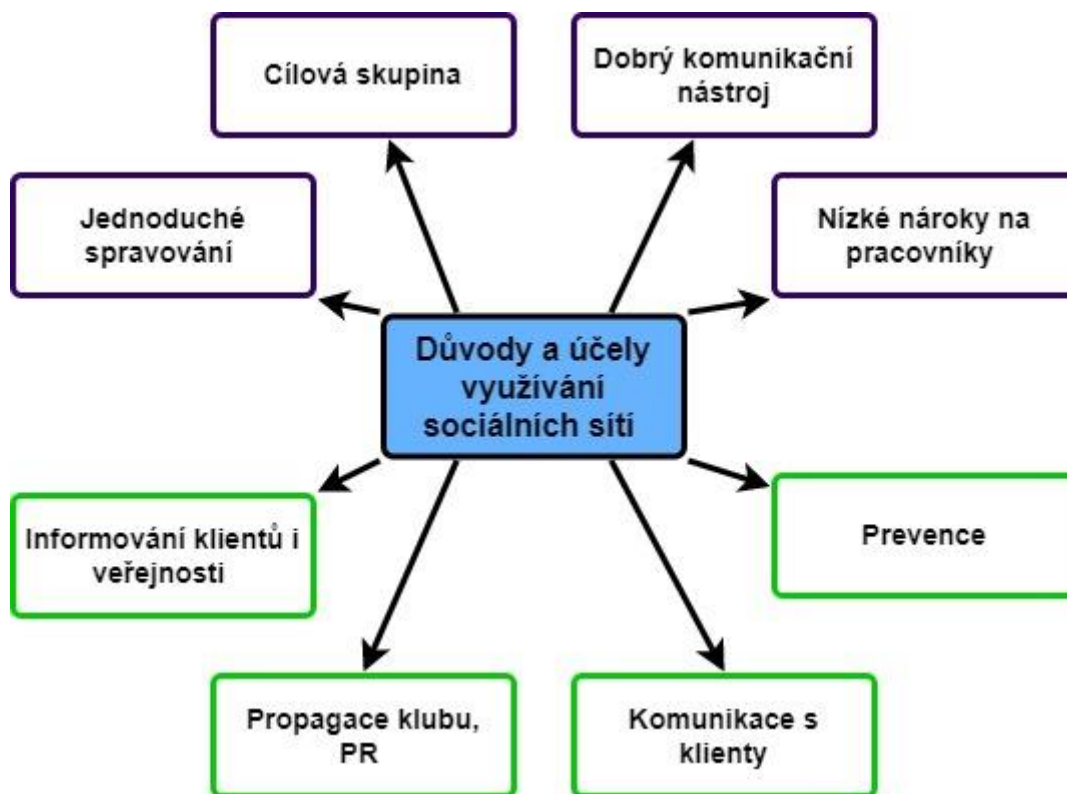 Cílová skupina
Dobrý komunikační
nástroj
Jednoduché
spravování
Nízké nároky na
pracovníky
Důvody a účely
využívání
sociálních sítí
Informování klientů i
veřejnosti
Prevence
Propagace klubu,
PR
Komunikace s
klienty